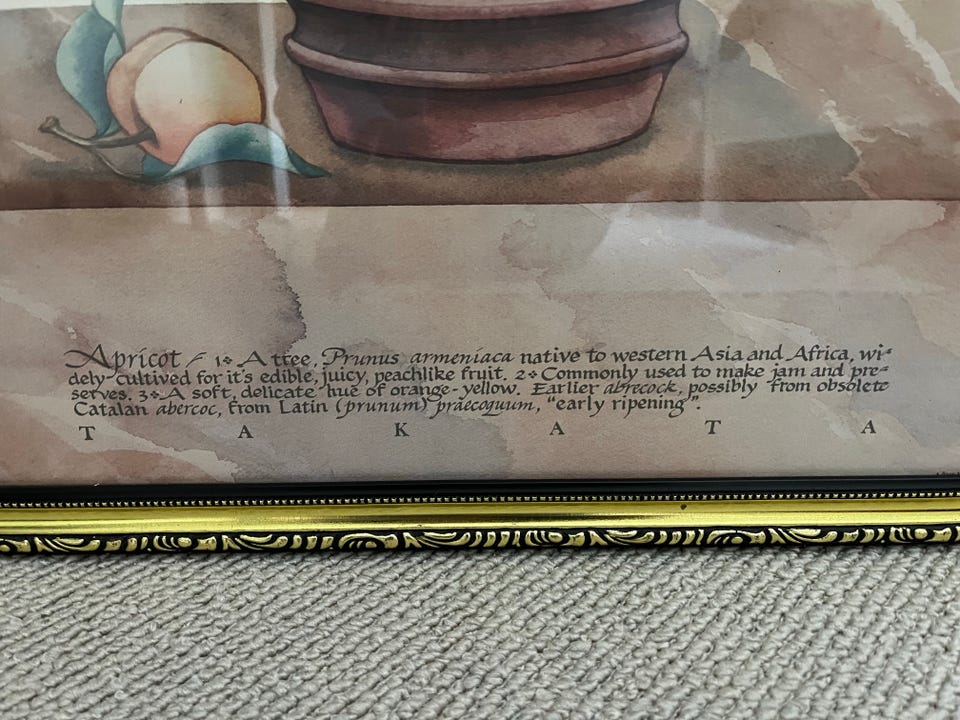 Apricot / 1. A tree, Prunus armeniaca native to western Asia and Africa, wi-
dely-cultived for it's edible, juicy, peachlike fruit. 2. Commonly used to make jam and pre=
serves. 3. A soft, delicate hue of orange-yellow. Earlier abrecock, possibly from obsolete
Catalan abercoc, from Latin (prunum) praecoquum, "early ripening".
T A K A T A